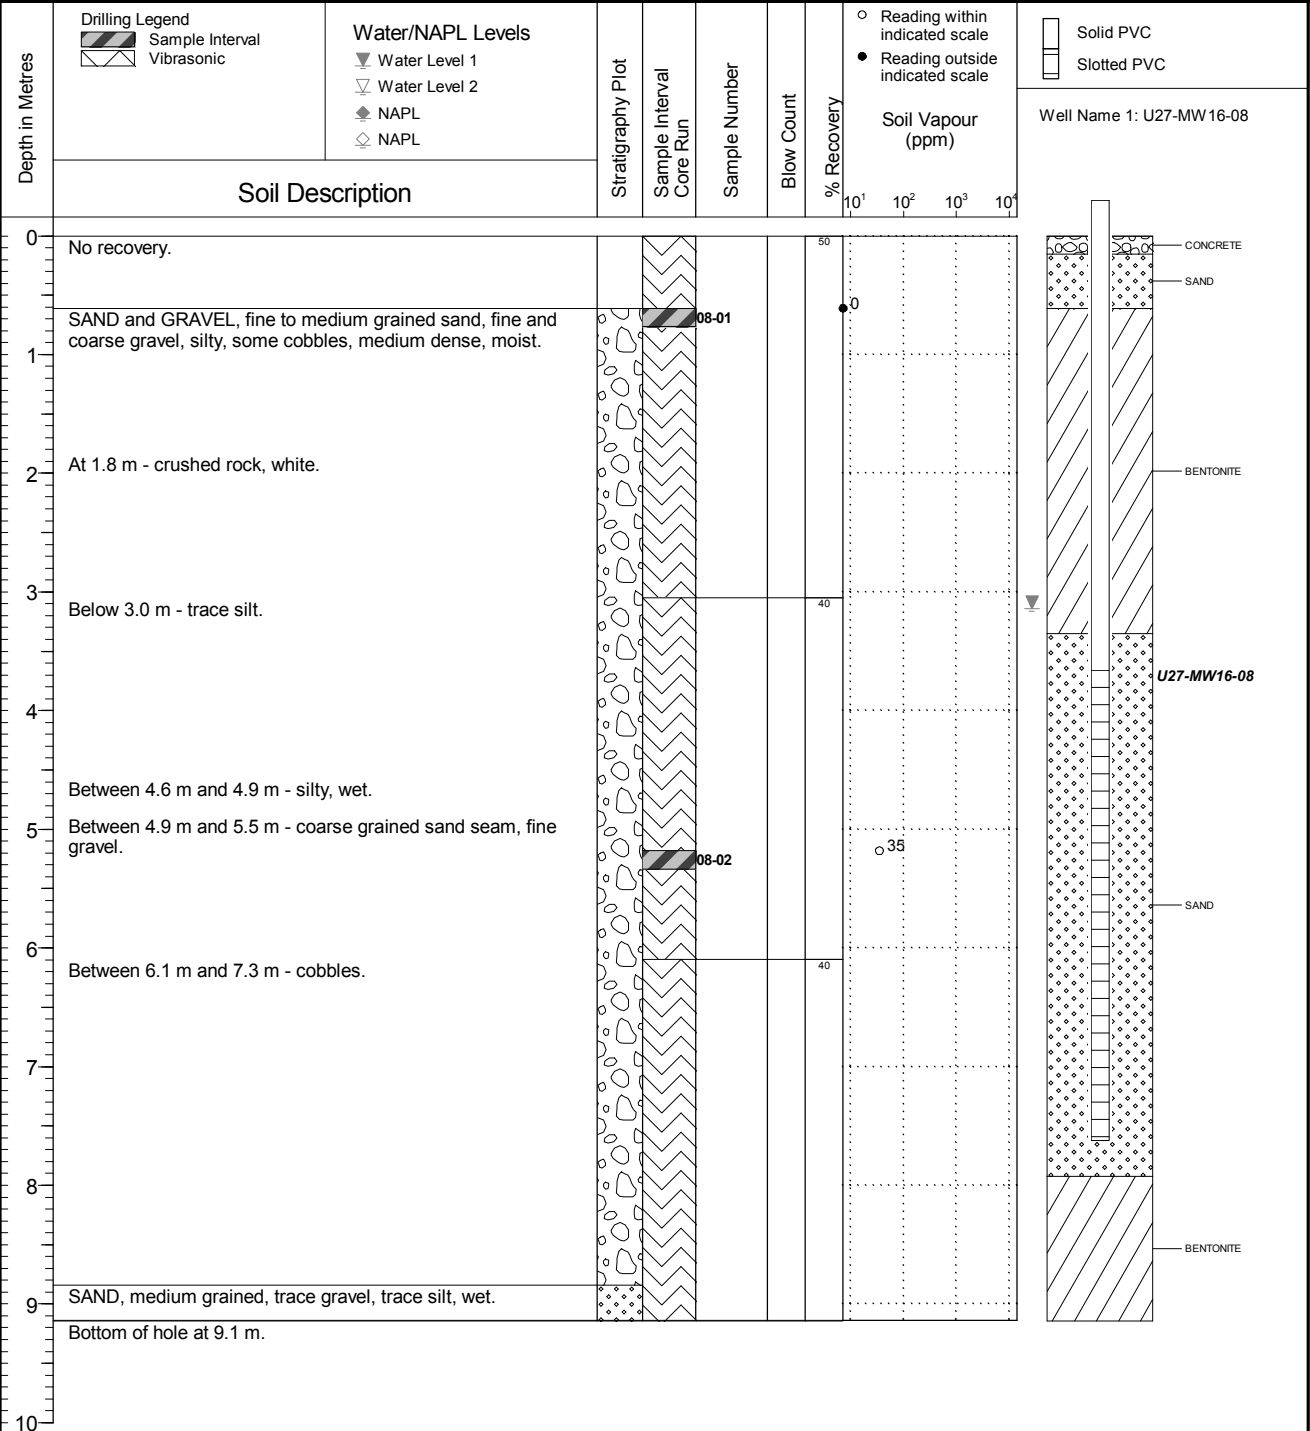 Drilling Legend
Sample Interval
Vibrasonic
Water/NAPL Levels
Water Level 1
Water Level 2
NAPL
NAPL
Depth in Metres
Soil Description
Stratigraphy Plot
Sample Interval
Core Run
Sample Number
Blow Count
% Recovery
Reading within
indicated scale
Reading outside
indicated scale
Soil Vapour
(ppm)
10¹ 10² 10³ 10⁴
Solid PVC
Slotted PVC
Well Name 1: U27-MW16-08
0
No recovery.
50
CONCRETE
SAND
0
SAND and GRAVEL, fine to medium grained sand, fine and
coarse gravel, silty, some cobbles, medium dense, moist.
08-01
1
At 1.8 m - crushed rock, white.
2
BENTONITE
3
Below 3.0 m - trace silt.
40
U27-MW16-08
4
Between 4.6 m and 4.9 m - silty, wet.
5
Between 4.9 m and 5.5 m - coarse grained sand seam, fine
gravel.
35
08-02
SAND
6
Between 6.1 m and 7.3 m - cobbles.
40
7
8
BENTONITE
SAND, medium grained, trace gravel, trace silt, wet.
9
Bottom of hole at 9.1 m.
10